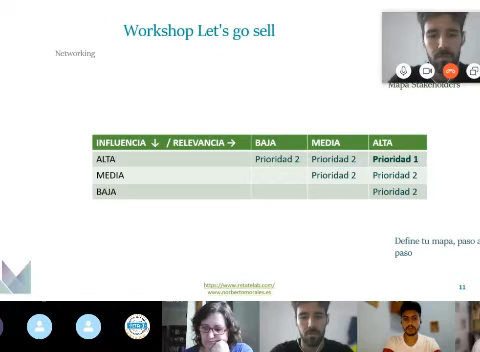 Workshop Let's go sell
Networking
Mapa Stakeholders
INFLUENCIA ↓ / RELEVANCIA → BAJA MEDIA ALTA
ALTA Prioridad 2 Prioridad 2 Prioridad 1
MEDIA Prioridad 2 Prioridad 2
BAJA Prioridad 2
Define tu mapa, paso a
paso
https://www.rotatelab.com/
www.norbertomorales.es
11